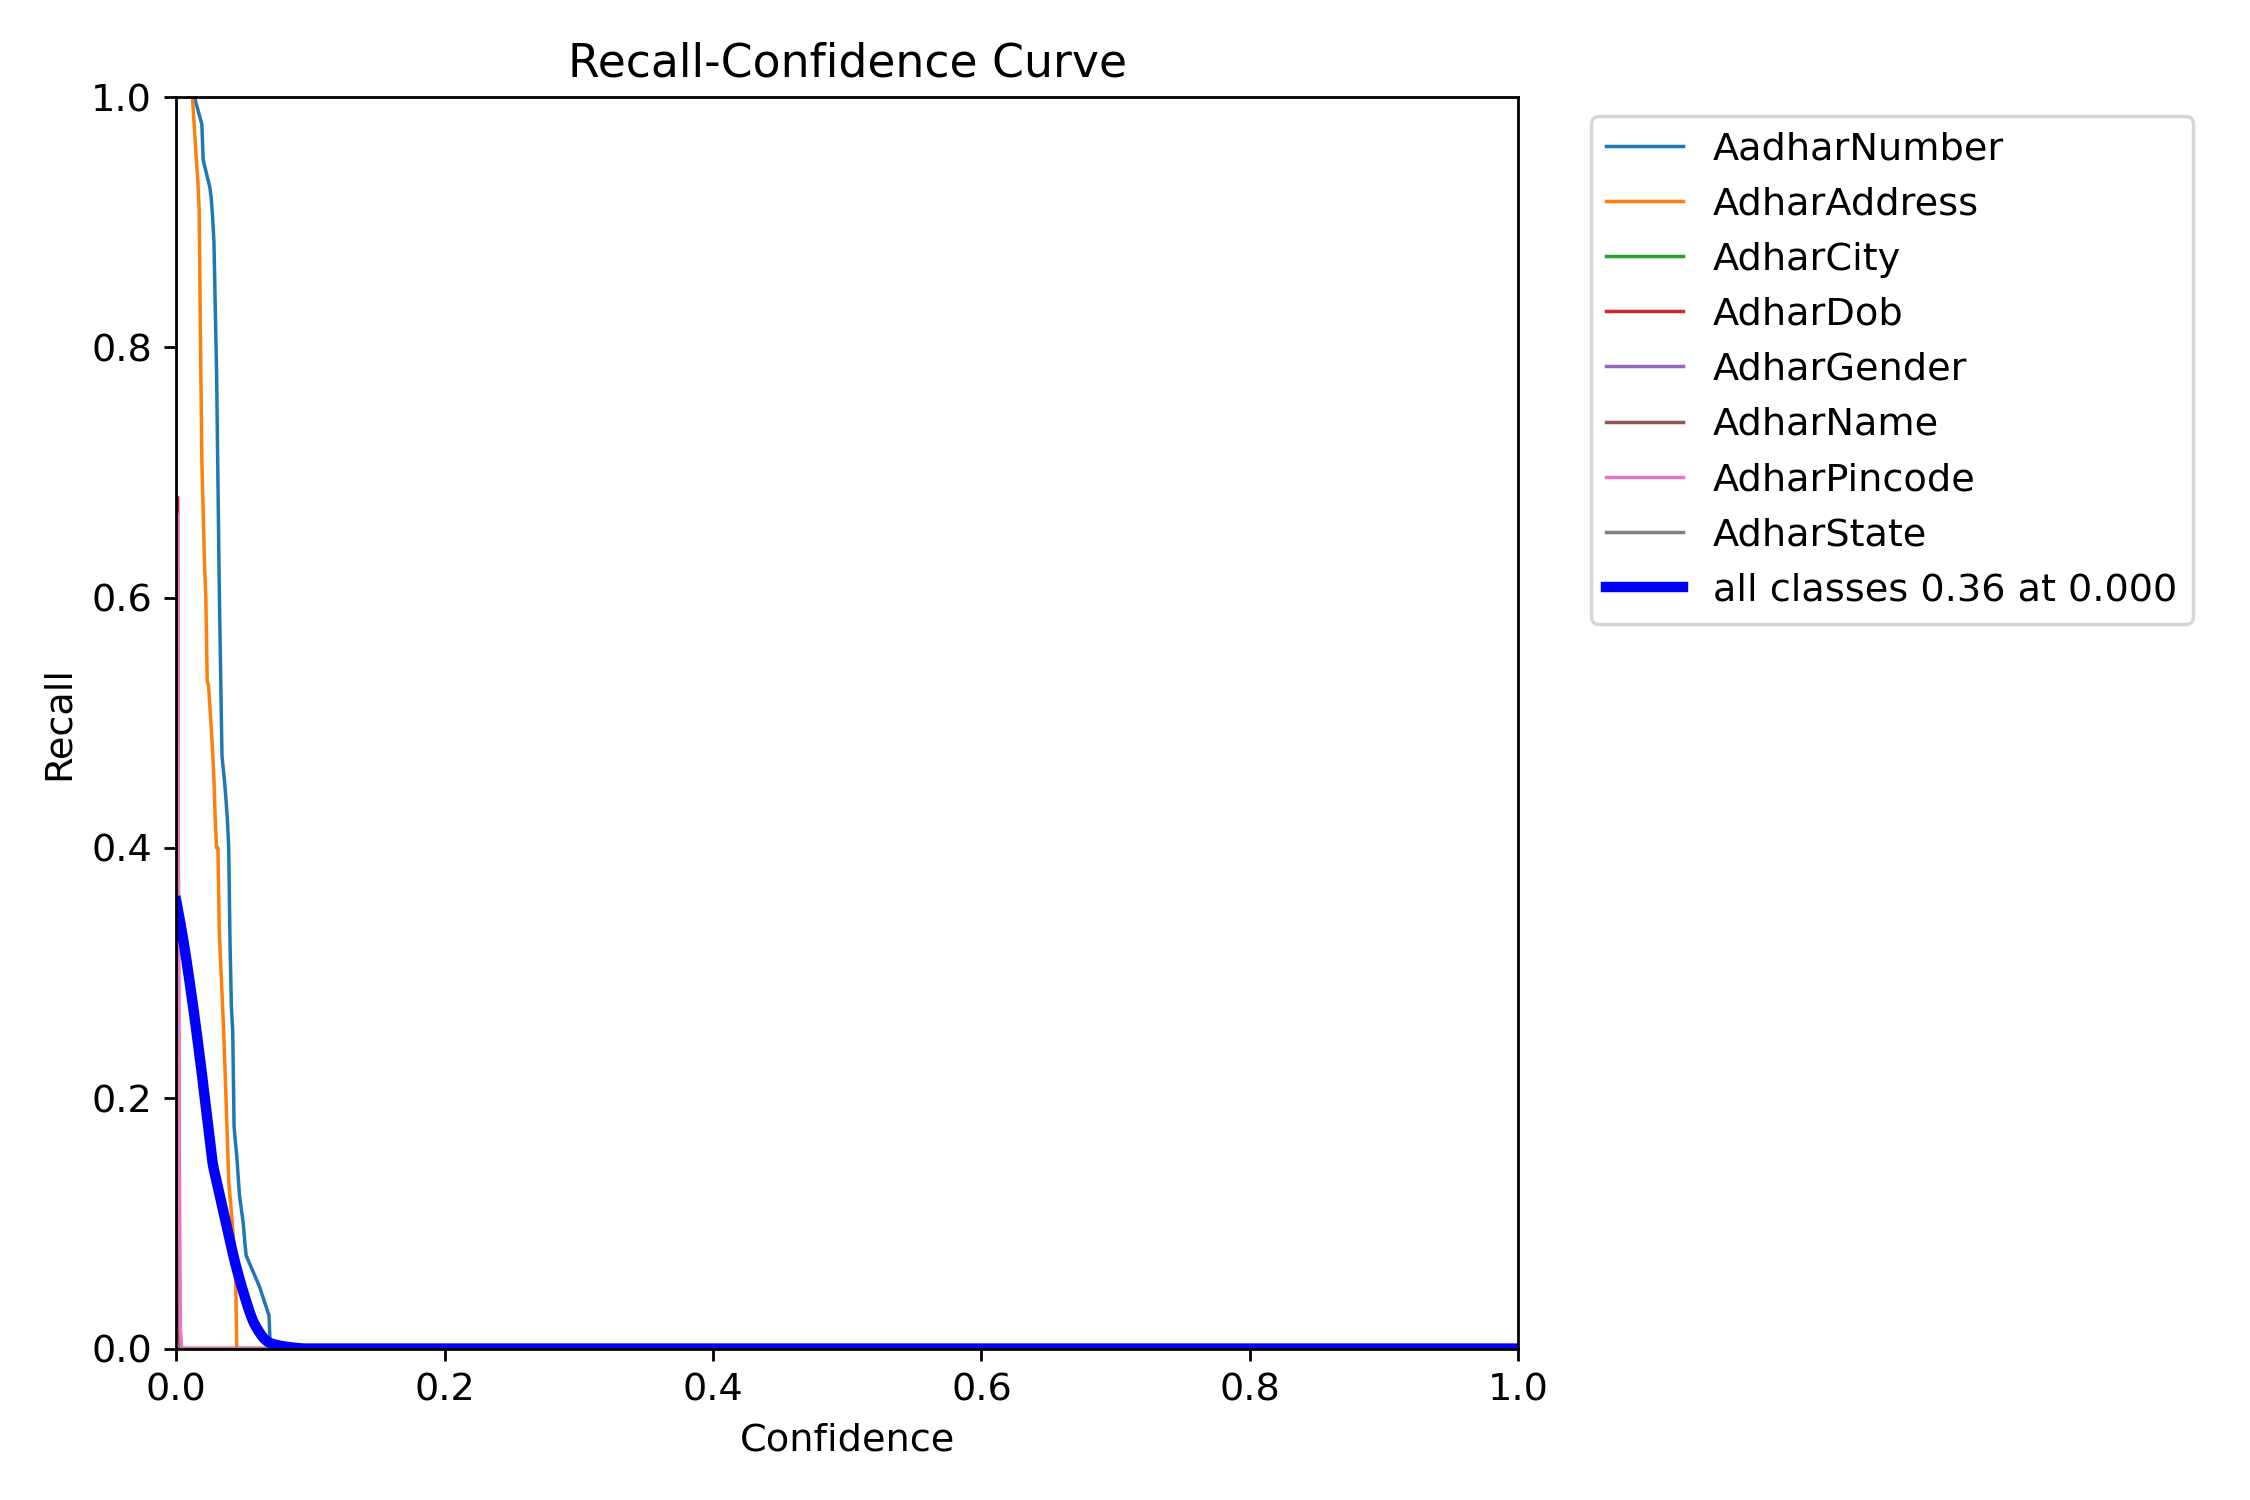 Recall-Confidence Curve
1.0
0.8
0.6
0.4
0.2
0.0
Recall
0.0 0.2 0.4 0.6 0.8 1.0
Confidence
AadharNumber
AdharAddress
AdharCity
AdharDob
AdharGender
AdharName
AdharPincode
AdharState
all classes 0.36 at 0.000